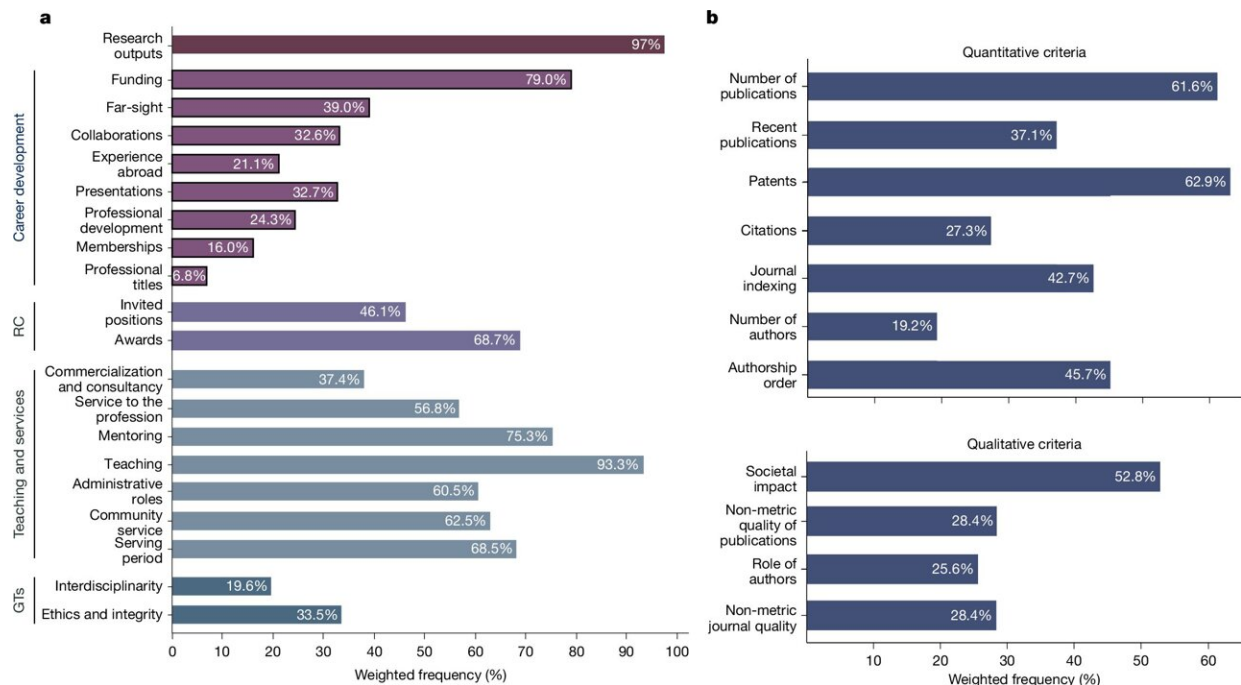 a
Research
outputs
97%
Career development
Funding
79.0%
Far-sight
39.0%
Collaborations
32.6%
Experience
abroad
21.1%
Presentations
32.7%
Professional
development
24.3%
Memberships
16.0%
Professional
titles
6.8%
RC
Invited
positions
46.1%
Awards
68.7%
Teaching and services
Commercialization
and consultancy
37.4%
Service to the
profession
56.8%
Mentoring
75.3%
Teaching
93.3%
Administrative
roles
60.5%
Community
service
62.5%
Serving
period
68.5%
GTs
Interdisciplinarity
19.6%
Ethics and integrity
33.5%
0 10 20 30 40 50 60 70 80 90 100
Weighted frequency (%)
b
Quantitative criteria
Number of
publications
61.6%
Recent
publications
37.1%
Patents
62.9%
Citations
27.3%
Journal
indexing
42.7%
Number of
authors
19.2%
Authorship
order
45.7%
Qualitative criteria
Societal
impact
52.8%
Non-metric
quality of
publications
28.4%
Role of
authors
25.6%
Non-metric
journal quality
28.4%
10 20 30 40 50 60
Weighted frequency (%)